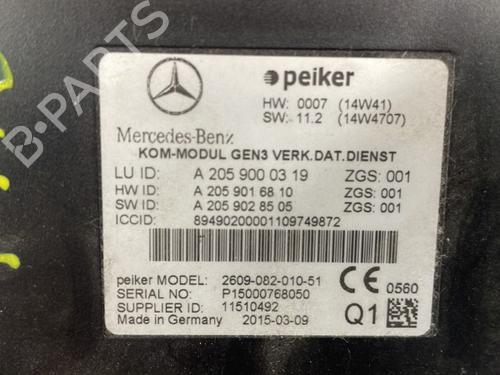 peiker
HW: 0007 (14W41)
SW: 11.2 (14W4707)
Mercedes-Benz
KOM-MODUL GEN3 VERK.DAT.DIENST
LU ID: A 205 900 03 19 ZGS: 001
HW ID: A 205 901 68 10 ZGS: 001
SW ID: A 205 902 85 05 ZGS: 001
ICCID: 89490200001109749872
peiker MODEL: 2609-082-010-51
SERIAL NO: P15000768050
SUPPLIER ID: 11510492
Made in Germany 2015-03-09
CE 0560
Q1